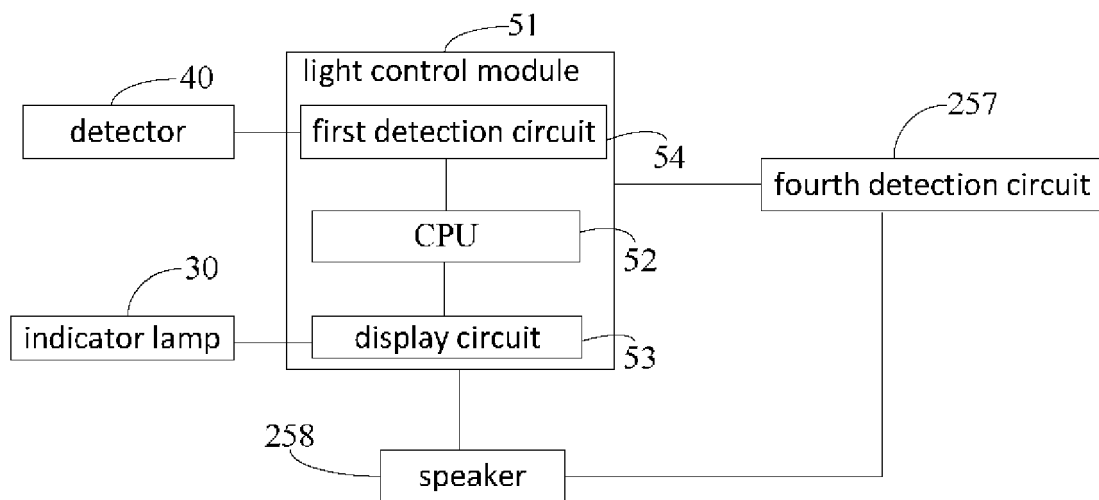 51
light control module
40
detector
first detection circuit
54
257
fourth detection circuit
CPU
52
30
indicator lamp
display circuit
53
258
speaker